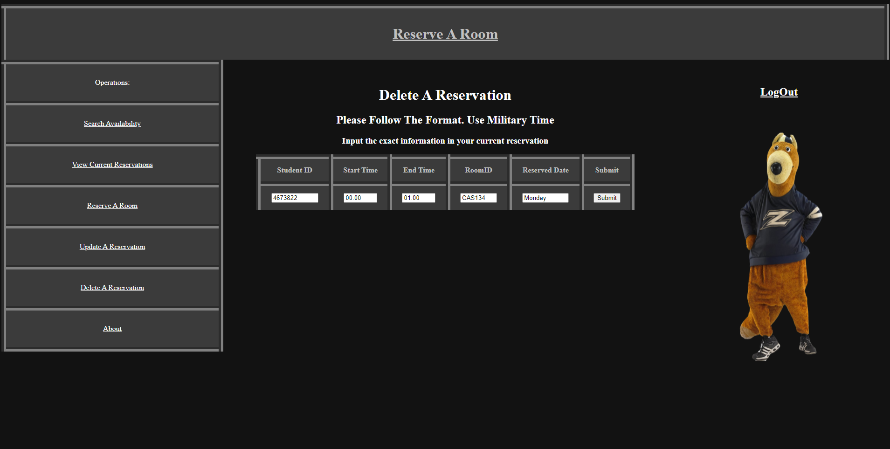 Reserve A Room
Operations:
Search Availability
View Current Reservations
Reserve A Room
Update A Reservation
Delete A Reservation
About
Delete A Reservation
Please Follow The Format. Use Military Time
Input the exact information in your current reservation
Student ID Start Time End Time RoomID Reserved Date Submit
4673822 00:00 01:00 CAS134 Monday Submit
LogOut
Z